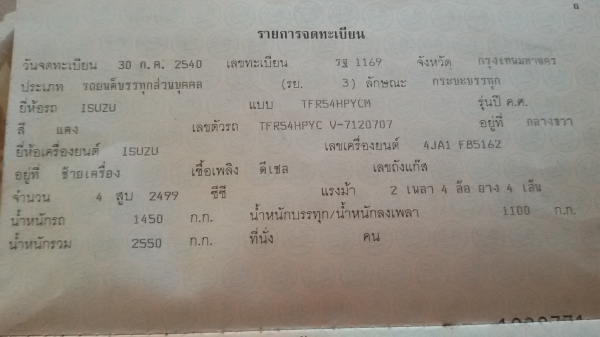 รายการจดทะเบียน
วันจดทะเบียน 30 ก.ค. 2540 เลขทะเบียน รฐ 1169 จังหวัด กรุงเทพมหานคร
ประเภท รถยนต์บรรทุกส่วนบุคคล (รย. 3) ลักษณะ กระบะบรรทุก
ยี่ห้อรถ ISUZU แบบ TFR54HPYCM รุ่นปี ค.ศ.
สี แดง เลขตัวรถ TFR54HPYC V-7120707 อยู่ที่ กลางขวา
ยี่ห้อเครื่องยนต์ ISUZU เลขเครื่องยนต์ 4JA1 F85162
อยู่ที่ ซ้ายเครื่อง เชื้อเพลิง ดีเซล เลขถังแก๊ส
จำนวน 4 สูบ 2499 ซีซี แรงม้า 2 เพลา 4 ล้อ ยาง 4 เส้น
น้ำหนักรถ 1450 ก.ก. น้ำหนักบรรทุก/น้ำหนักลงเพลา 1100 ก.ก.
น้ำหนักรวม 2550 ก.ก. ที่นั่ง คน